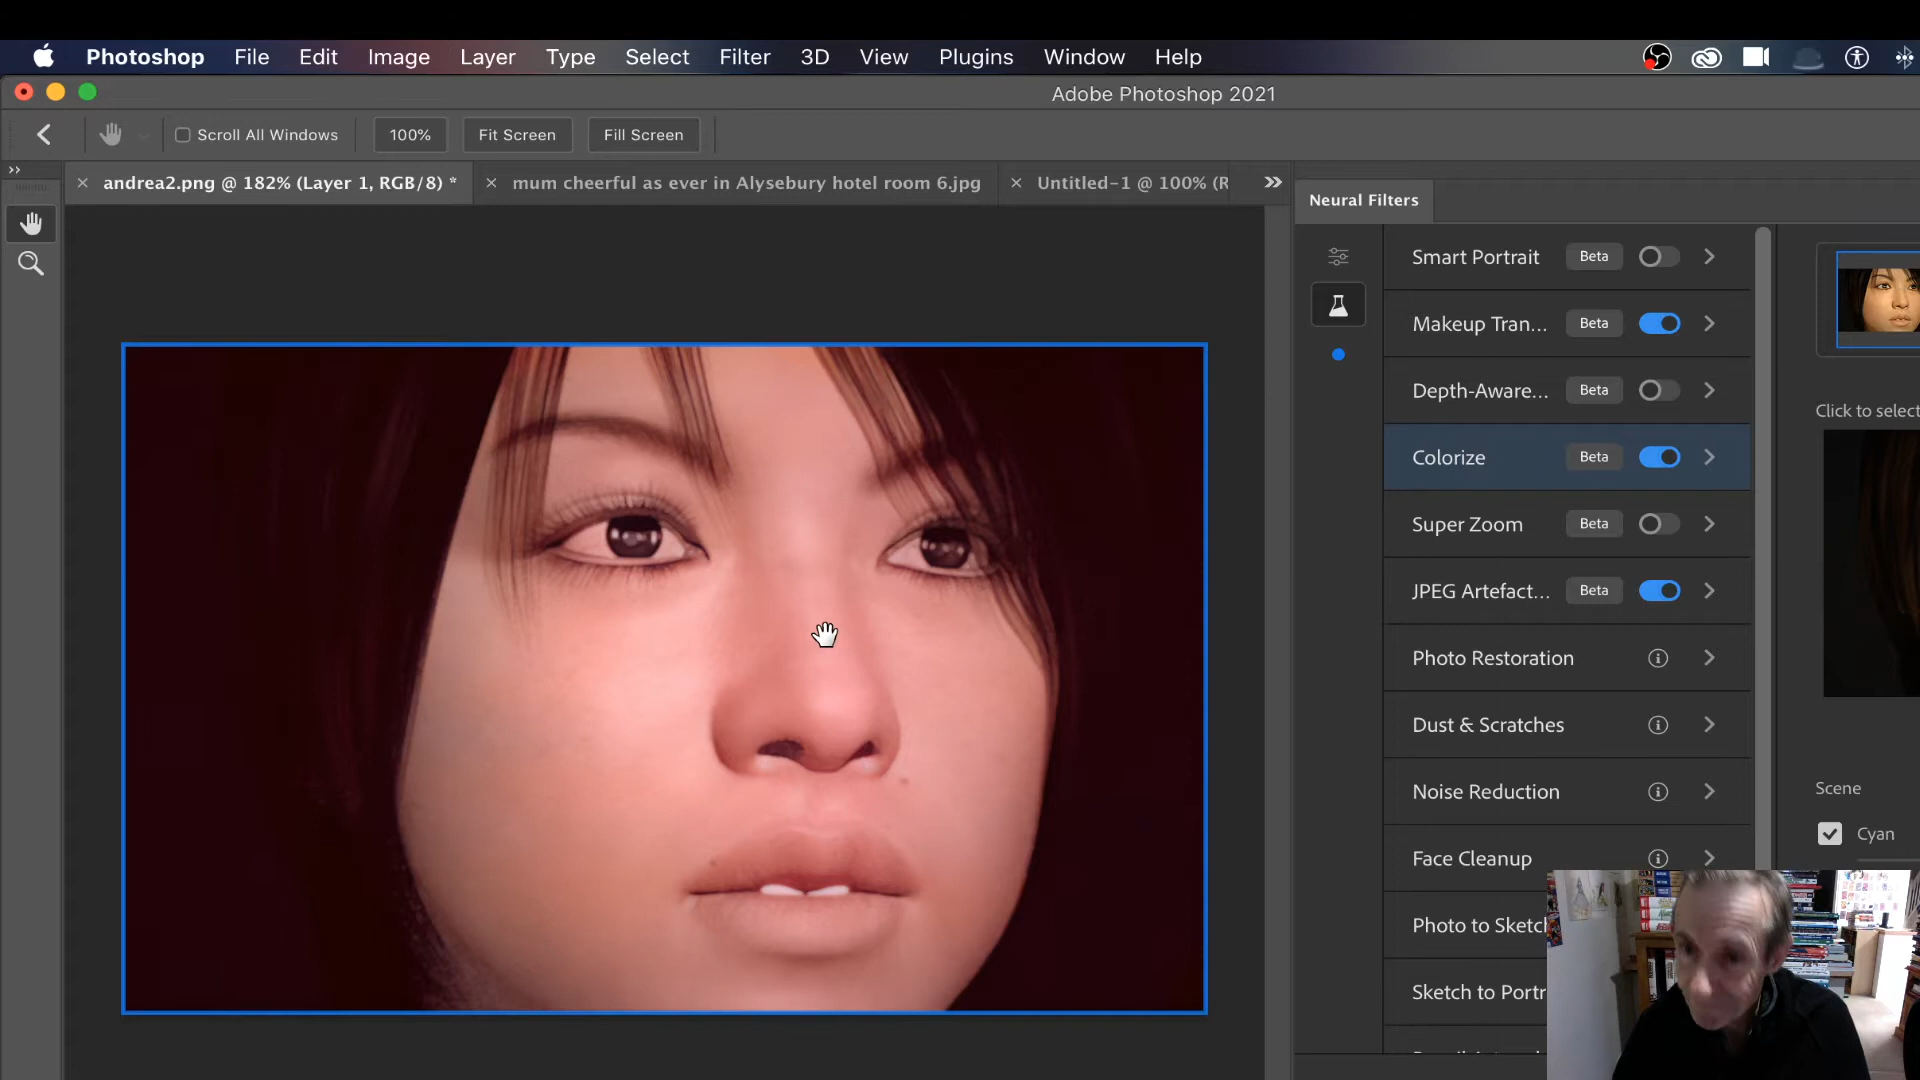 Photoshop File Edit Image Layer Type Select Filter 3D View Plugins Window Help
Adobe Photoshop 2021
Scroll All Windows 100% Fit Screen Fill Screen
andrea2.png @ 182% (Layer 1, RGB/8) * mum cheerful as ever in Alysebury hotel room 6.jpg Untitled-1 @ 100% (R
Neural Filters
Smart Portrait Beta
Makeup Tran... Beta
Depth-Aware... Beta
Colorize Beta
Super Zoom Beta
JPEG Artefact... Beta
Photo Restoration
Dust & Scratches
Noise Reduction
Face Cleanup
Photo to Sketc
Sketch to Portr
Click to select
Scene
Cyan